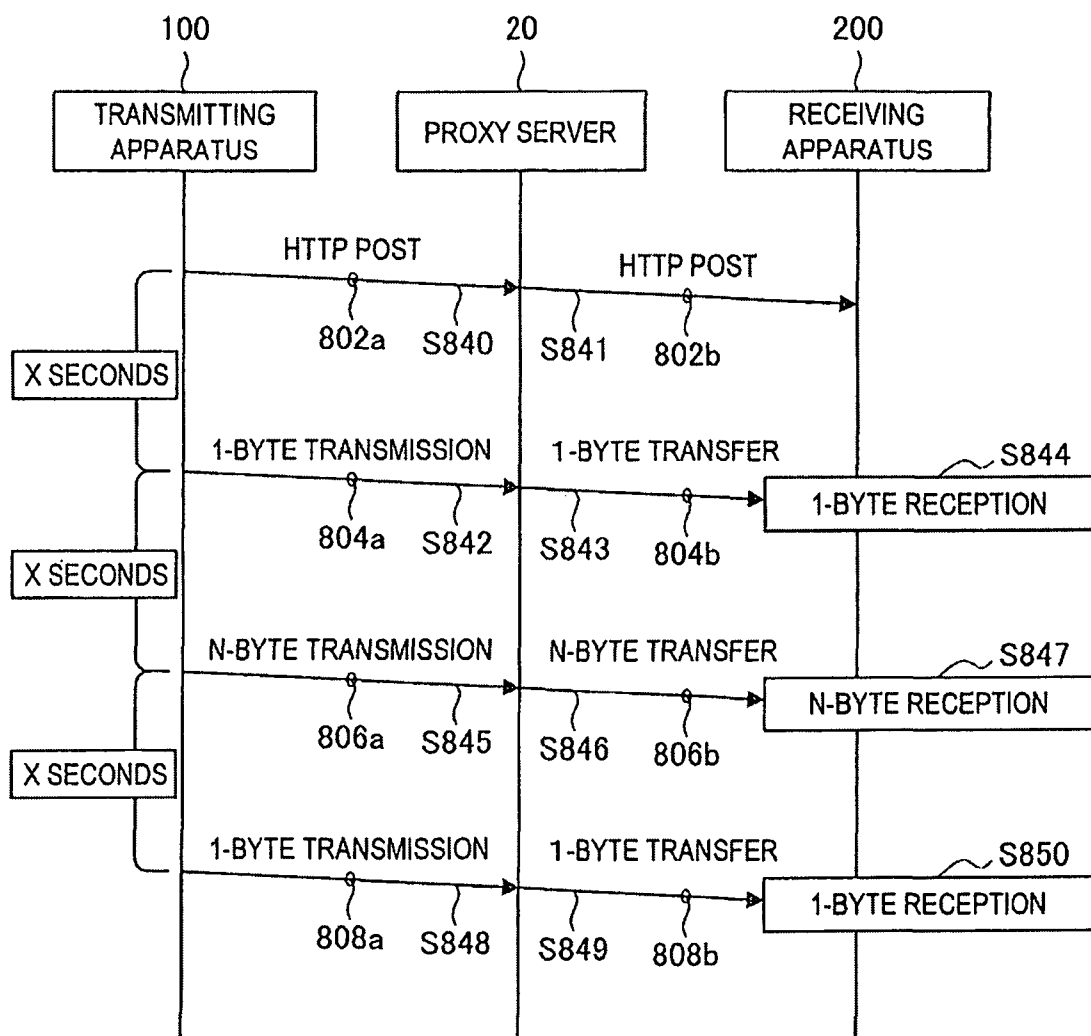 100
20
200
TRANSMITTING
APPARATUS
PROXY SERVER
RECEIVING
APPARATUS
HTTP POST
HTTP POST
802a
S840
S841
802b
X SECONDS
1-BYTE TRANSMISSION
1-BYTE TRANSFER
S844
1-BYTE RECEPTION
804a
S842
S843
804b
X SECONDS
N-BYTE TRANSMISSION
N-BYTE TRANSFER
S847
N-BYTE RECEPTION
806a
S845
S846
806b
X SECONDS
1-BYTE TRANSMISSION
1-BYTE TRANSFER
S850
1-BYTE RECEPTION
808a
S848
S849
808b